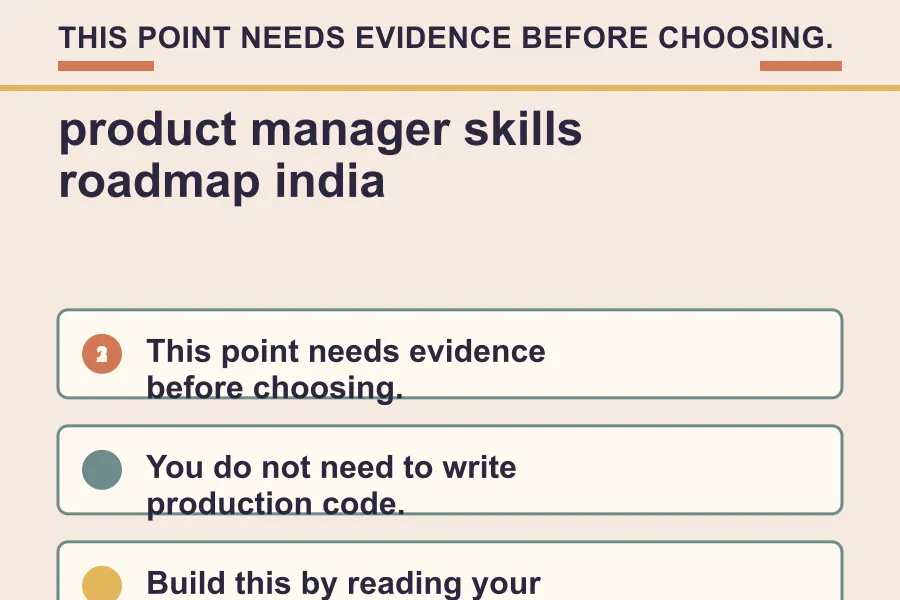 THIS POINT NEEDS EVIDENCE BEFORE CHOOSING.
product manager skills
roadmap india
This point needs evidence
before choosing.
You do not need to write
production code.
Build this by reading your